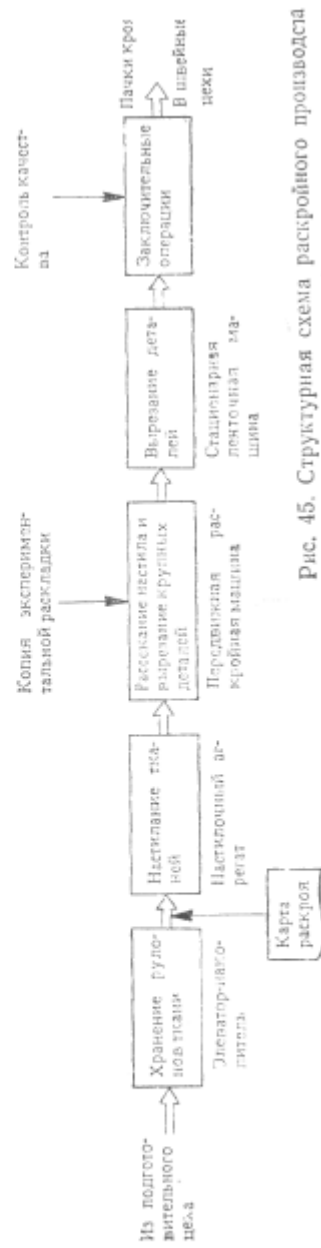 Из подгото-
вительного
цеха
Хранение руло-
нов ткани
Элеватор-нако-
питель
Карта
раскроя
Настилание тка-
ней
Настилочный аг-
регат
Копия эксперимен-
тальной раскладки
Рассекание настила и
вырезание крупных
деталей
Передвижная рас-
кройная машина
Вырезание дета-
лей
Стационарная
ленточная ма-
шина
Контроль качест-
ва
Заключительные
операции
Пачки кроя
В швейные
цехи
Рис. 45. Структурная схема раскройного производства